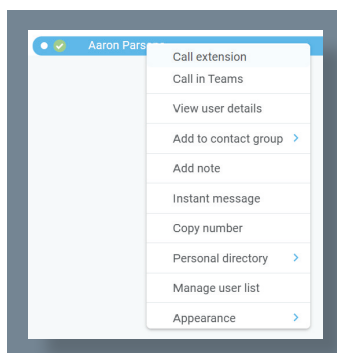 Aaron
Call extension
Call in Teams
View user details
Add to contact group
Add note
Instant message
Copy number
Personal directory
Manage user list
Appearance